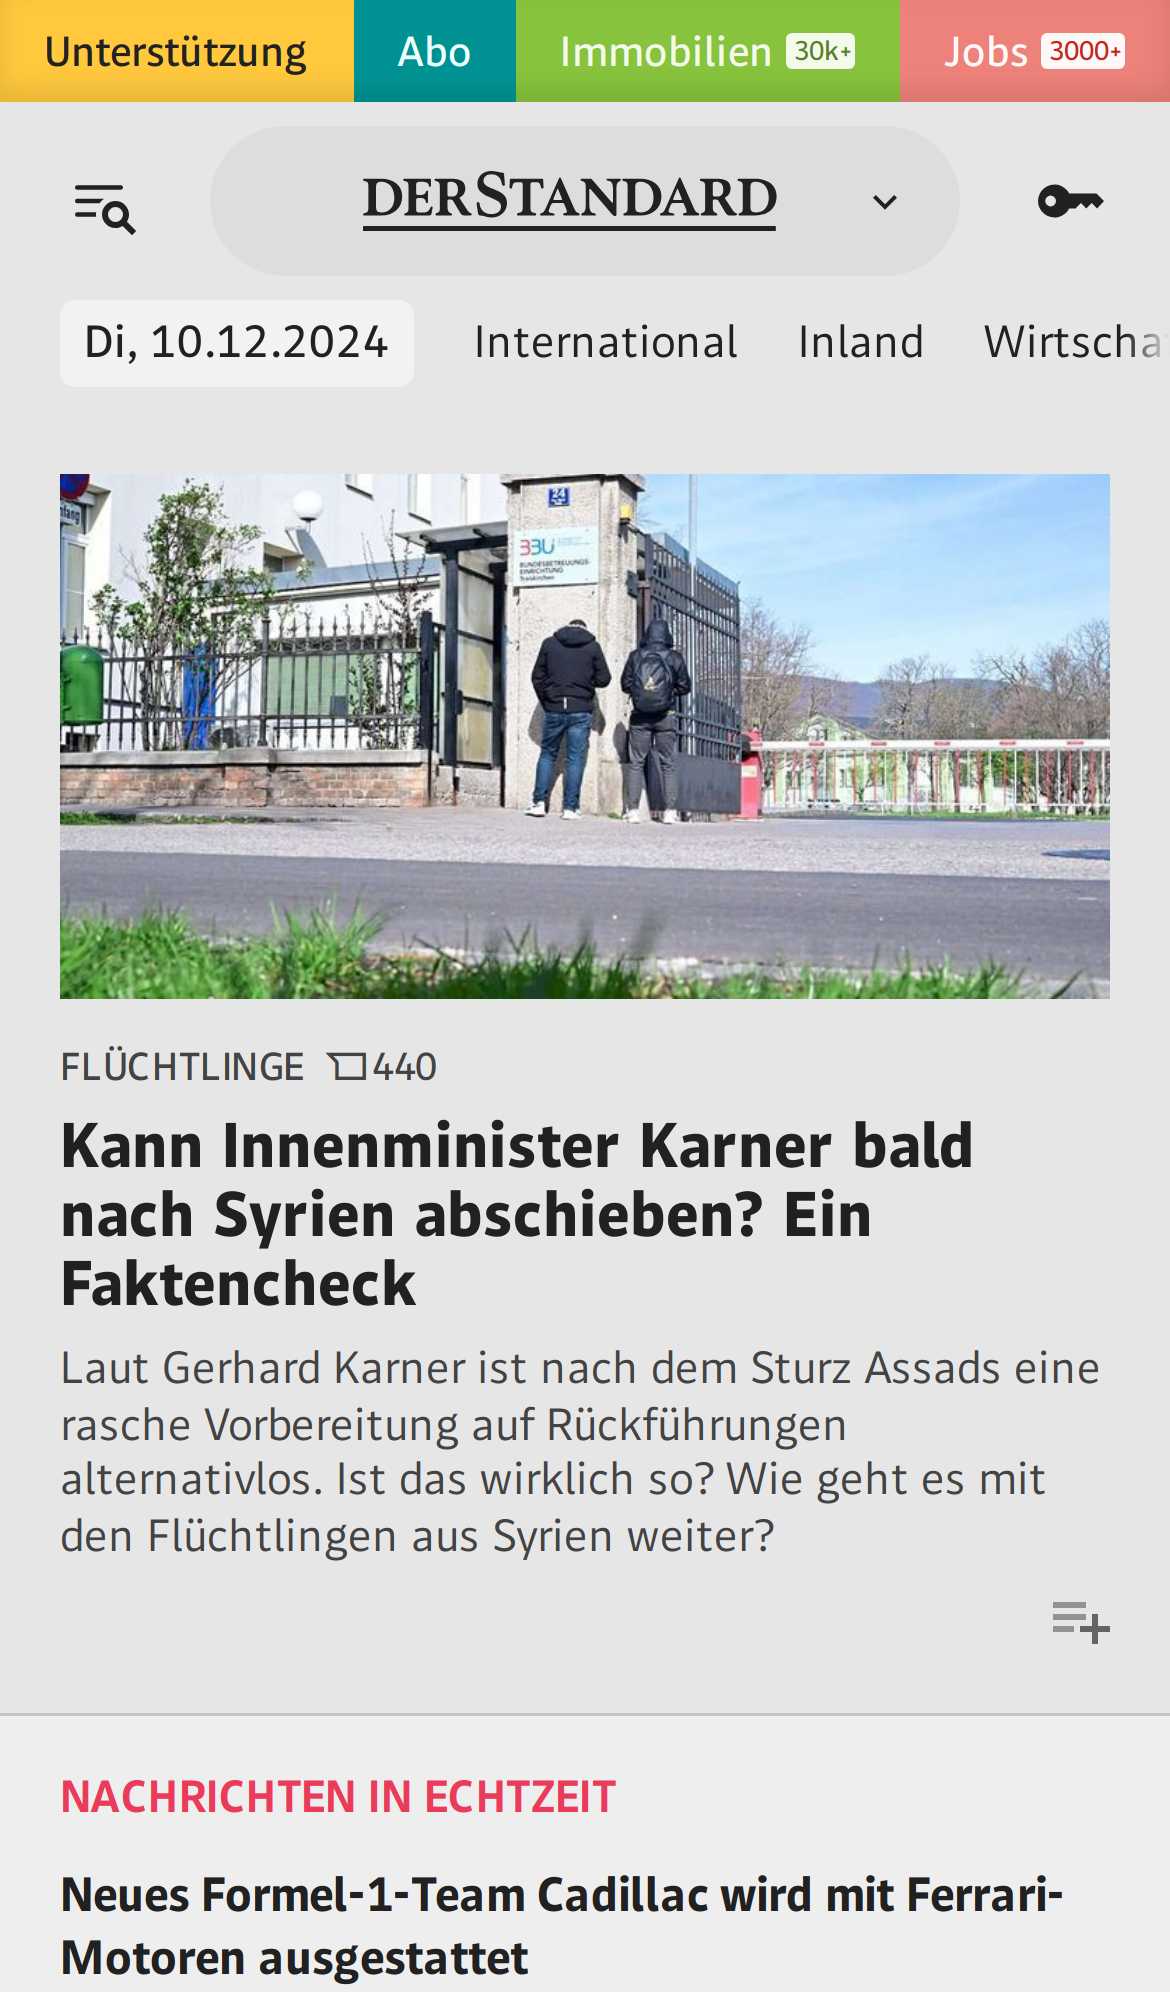 Unterstützung
Abo
Immobilien 30k+
Jobs 3000+
DERSTANDARD
Di, 10.12.2024
International
Inland
Wirtscha
24
BBU
BUNDESBETREUUNGS-
EINRICHTUNG
Traiskirchen
FLÜCHTLINGE 440
Kann Innenminister Karner bald
nach Syrien abschieben? Ein
Faktencheck
Laut Gerhard Karner ist nach dem Sturz Assads eine
rasche Vorbereitung auf Rückführungen
alternativlos. Ist das wirklich so? Wie geht es mit
den Flüchtlingen aus Syrien weiter?
NACHRICHTEN IN ECHTZEIT
Neues Formel-1-Team Cadillac wird mit Ferrari-
Motoren ausgestattet